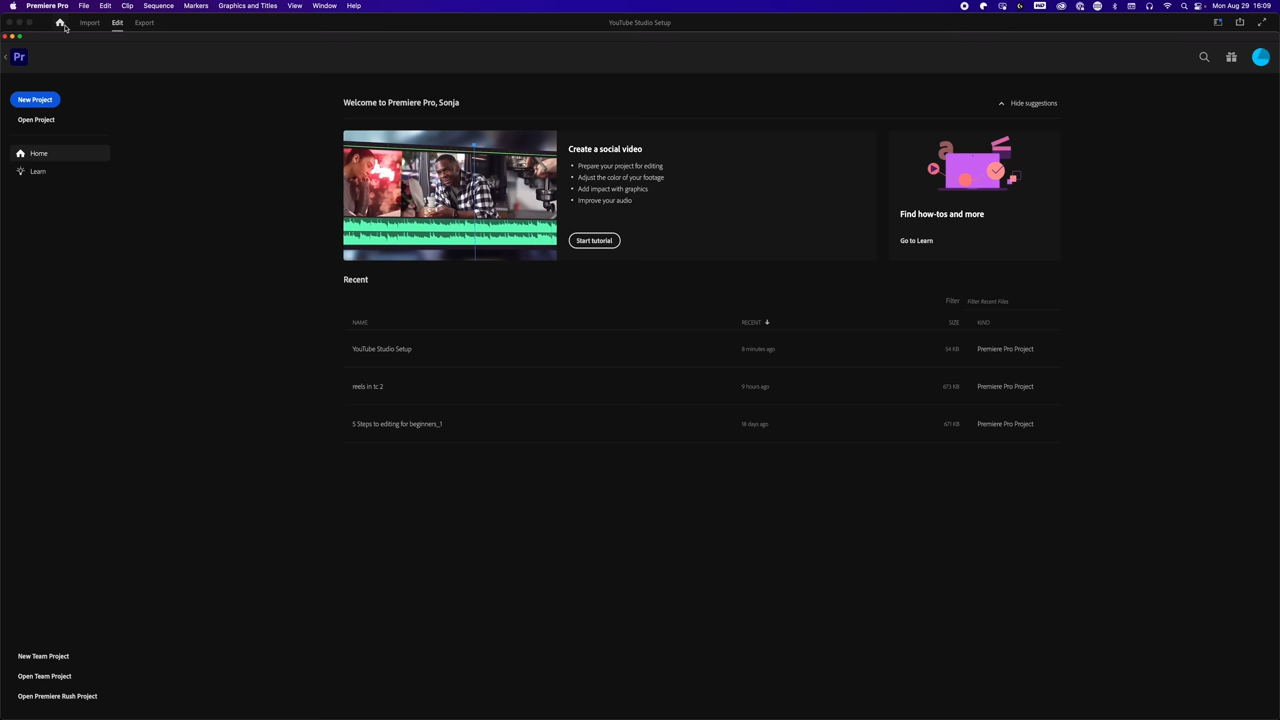 Premiere Pro File Edit Clip Sequence Markers Graphics and Titles View Window Help Mon Aug 29 16:09
Import Edit Export YouTube Studio Setup
Pr
New Project
Welcome to Premiere Pro, Sonja
Hide suggestions
Open Project
Home
Learn
Create a social video
• Prepare your project for editing
• Adjust the color of your footage
• Add impact with graphics
• Improve your audio
Start tutorial
Find how-tos and more
Go to Learn
Recent
Filter Filter Recent Files
NAME RECENT SIZE KIND
YouTube Studio Setup 8 minutes ago 54 KB Premiere Pro Project
reels in tc 2 9 hours ago 673 KB Premiere Pro Project
5 Steps to editing for beginners_1 18 days ago 671 KB Premiere Pro Project
New Team Project
Open Team Project
Open Premiere Rush Project